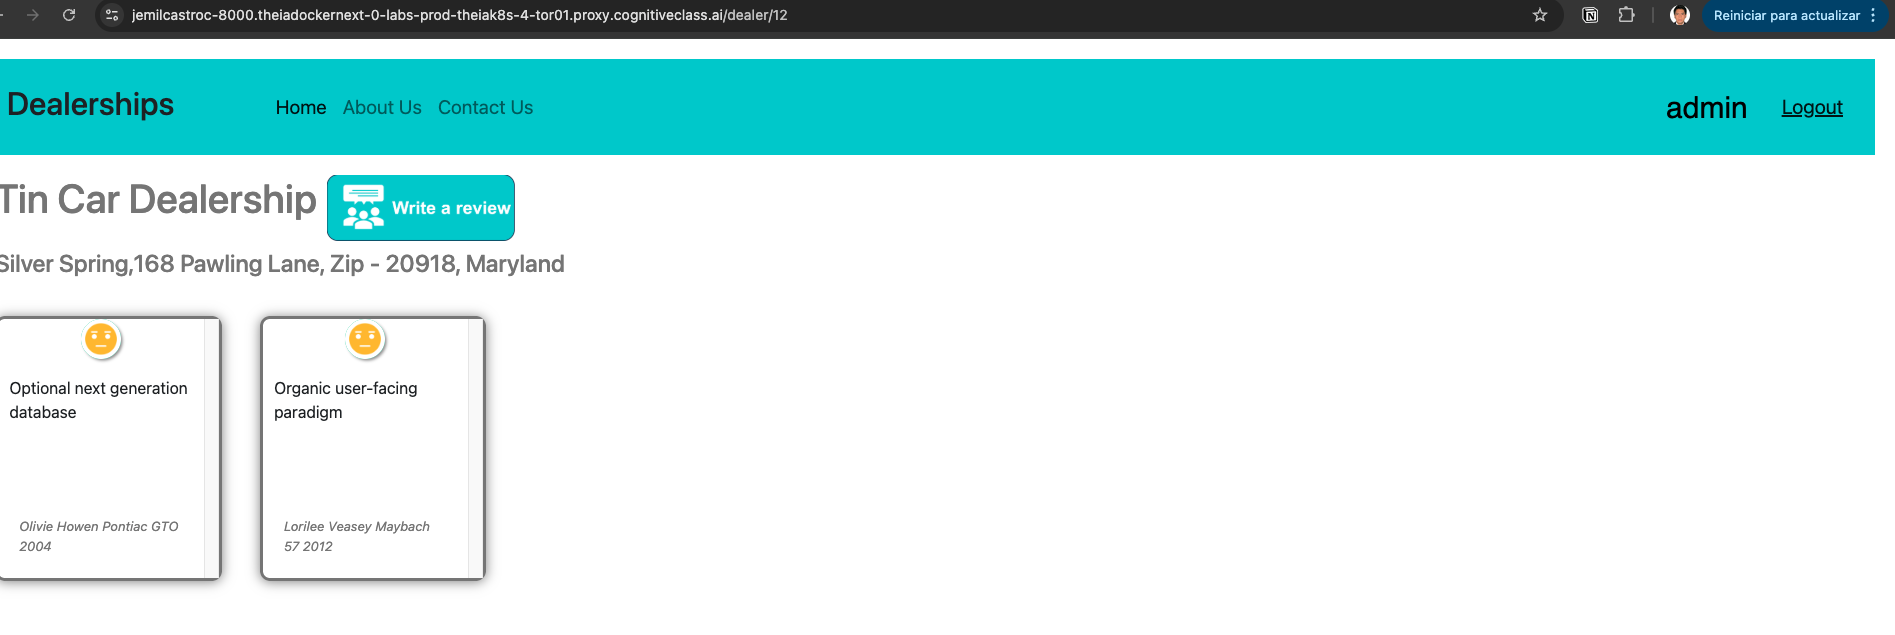 jemilcastroc-8000.theiadockernext-0-labs-prod-theiak8s-4-tor01.proxy.cognitiveclass.ai/dealer/12
Reiniciar para actualizar
Dealerships
Home About Us Contact Us
admin Logout
Tin Car Dealership
Write a review
Silver Spring,168 Pawling Lane, Zip - 20918, Maryland
Optional next generation
database
Olivie Howen Pontiac GTO
2004
Organic user-facing
paradigm
Lorilee Veasey Maybach
57 2012